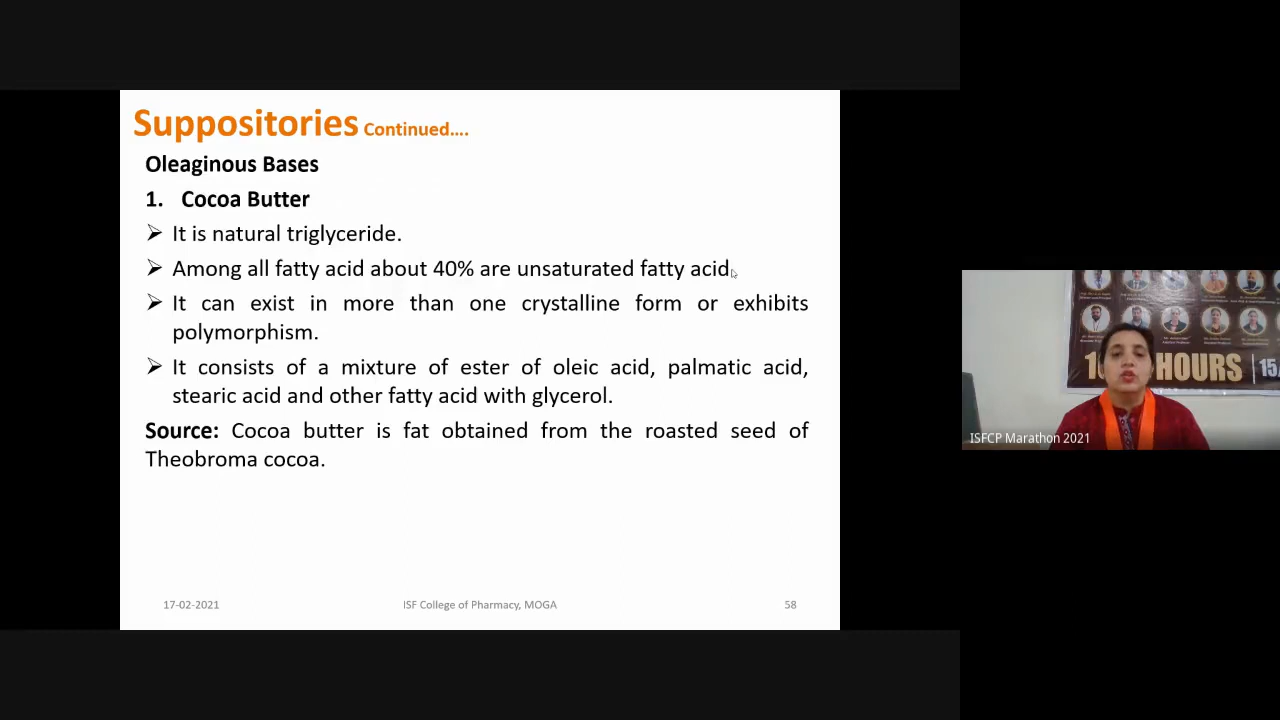 Suppositories Continued....
Oleaginous Bases
1. Cocoa Butter
➢ It is natural triglyceride.
➢ Among all fatty acid about 40% are unsaturated fatty acid.
➢ It can exist in more than one crystalline form or exhibits
polymorphism.
➢ It consists of a mixture of ester of oleic acid, palmatic acid,
stearic acid and other fatty acid with glycerol.
Source: Cocoa butter is fat obtained from the roasted seed of
Theobroma cocoa.
17-02-2021 ISF College of Pharmacy, MOGA 58
HOURS 15/
ISFCP Marathon 2021